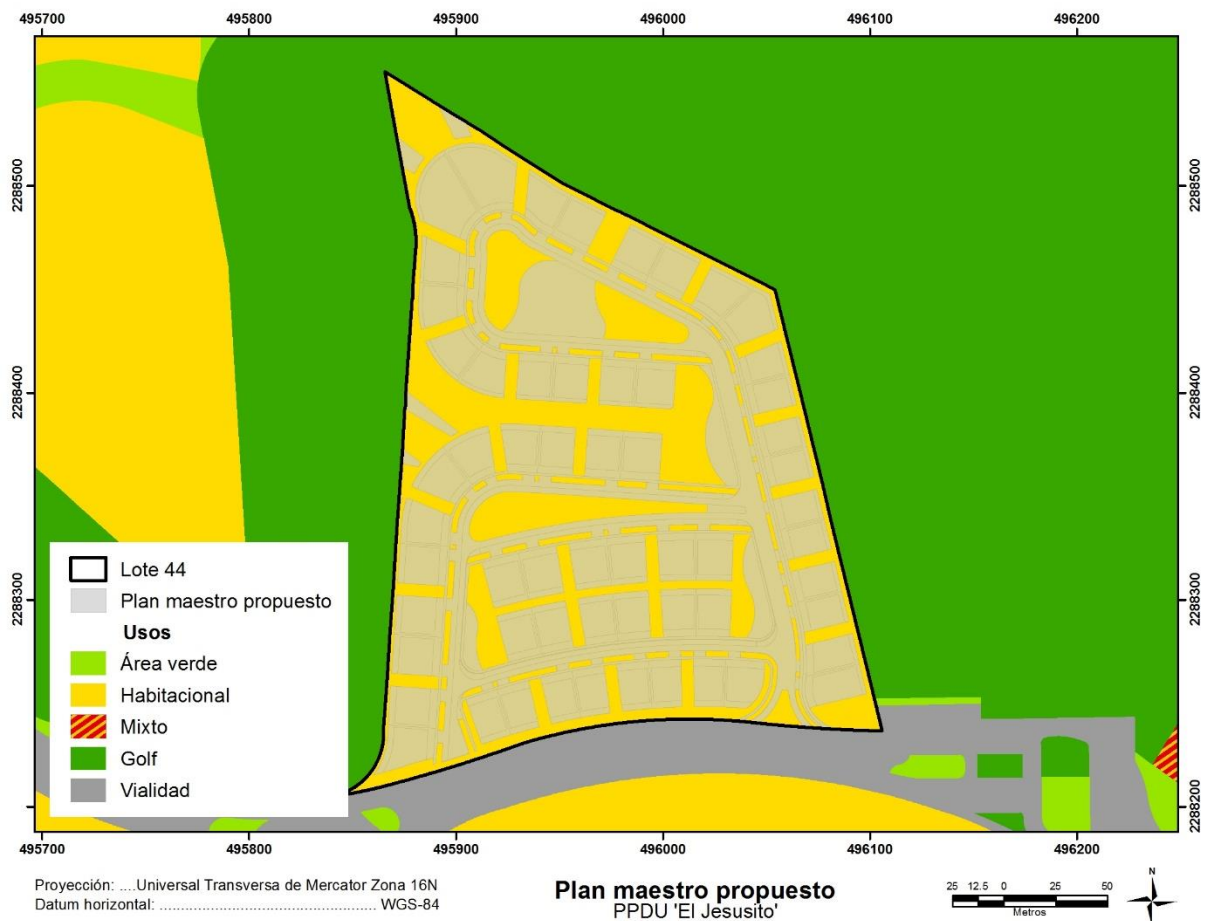 495700 495800 495900 496000 496100 496200
2288500 2288500
2288400 2288400
2288300 2288300
2288200
Lote 44
Plan maestro propuesto
Usos
Área verde
Habitacional
Mixto
Golf
Vialidad
495700 495800 495900 496000 496100 496200
Proyección: ....Universal Transversa de Mercator Zona 16N
Datum horizontal: ............................................. WGS-84
Plan maestro propuesto
PPDU 'El Jesusito'
25 12.5 0 25 50
Metros
N